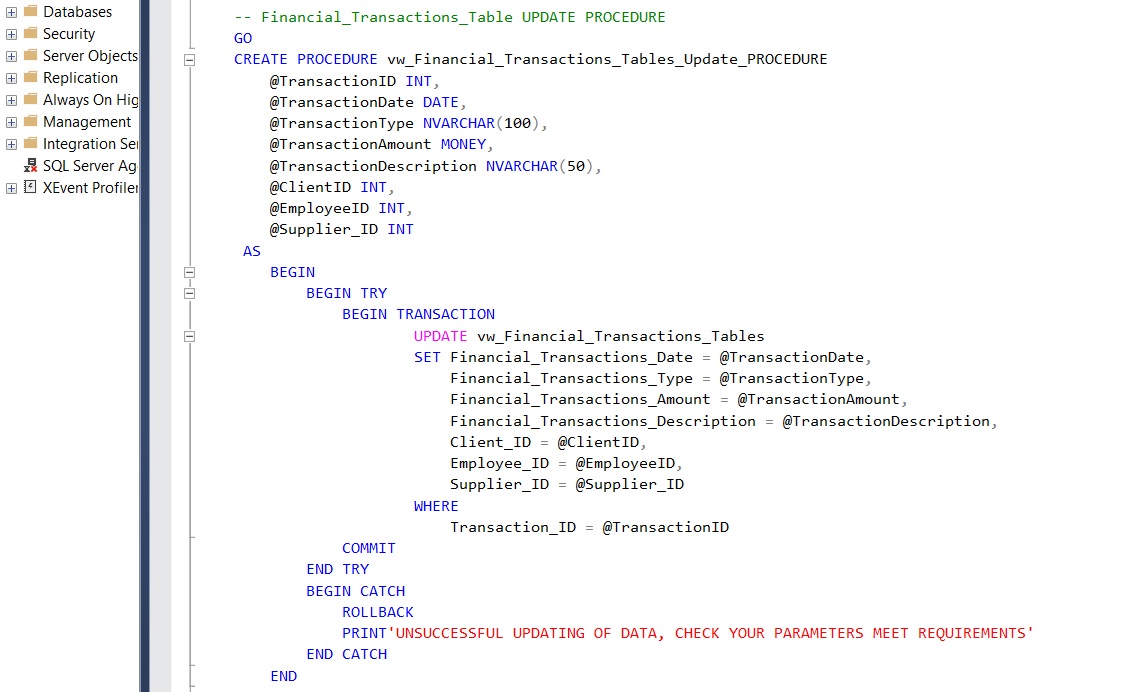 Databases
Security
Server Objects
Replication
Always On Hig
Management
Integration Ser
SQL Server Ag
XEvent Profiler
-- Financial_Transactions_Table UPDATE PROCEDURE
GO
CREATE PROCEDURE vw_Financial_Transactions_Tables_Update_PROCEDURE
@TransactionID INT,
@TransactionDate DATE,
@TransactionType NVARCHAR(100),
@TransactionAmount MONEY,
@TransactionDescription NVARCHAR(50),
@ClientID INT,
@EmployeeID INT,
@Supplier_ID INT
AS
BEGIN
BEGIN TRY
BEGIN TRANSACTION
UPDATE vw_Financial_Transactions_Tables
SET Financial_Transactions_Date = @TransactionDate,
Financial_Transactions_Type = @TransactionType,
Financial_Transactions_Amount = @TransactionAmount,
Financial_Transactions_Description = @TransactionDescription,
Client_ID = @ClientID,
Employee_ID = @EmployeeID,
Supplier_ID = @Supplier_ID
WHERE
Transaction_ID = @TransactionID
COMMIT
END TRY
BEGIN CATCH
ROLLBACK
PRINT'UNSUCCESSFUL UPDATING OF DATA, CHECK YOUR PARAMETERS MEET REQUIREMENTS'
END CATCH
END